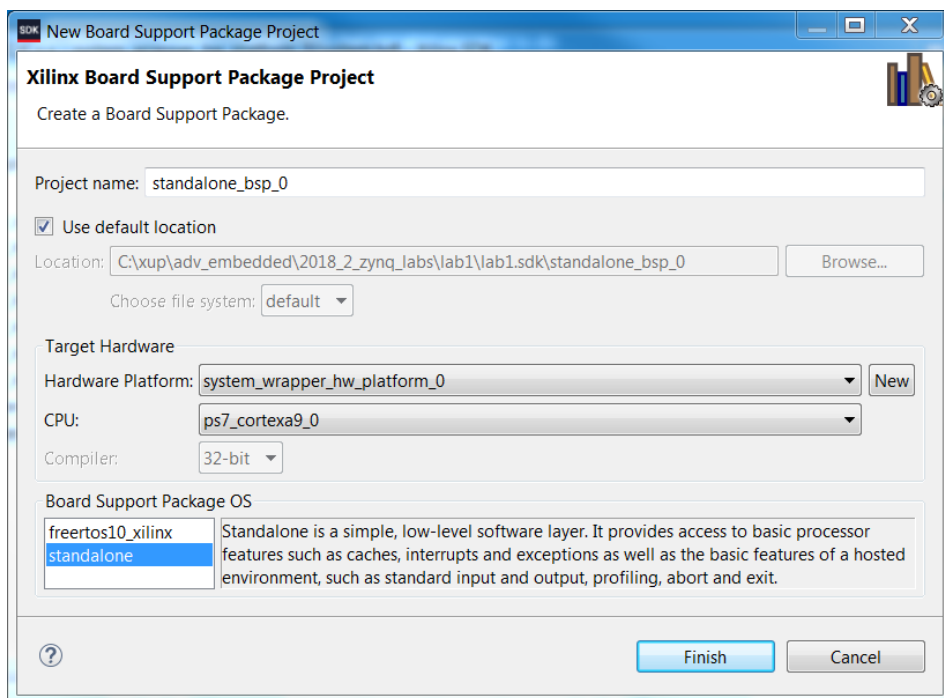 SDK New Board Support Package Project
Xilinx Board Support Package Project
Create a Board Support Package.
Project name: standalone_bsp_0
Use default location
Location: C:\xup\adv_embedded\2018_2_zynq_labs\lab1\lab1.sdk\standalone_bsp_0 Browse...
Choose file system: default
Target Hardware
Hardware Platform: system_wrapper_hw_platform_0 New
CPU: ps7_cortexa9_0
Compiler: 32-bit
Board Support Package OS
freertos10_xilinx
standalone
Standalone is a simple, low-level software layer. It provides access to basic processor
features such as caches, interrupts and exceptions as well as the basic features of a hosted
environment, such as standard input and output, profiling, abort and exit.
? Finish Cancel